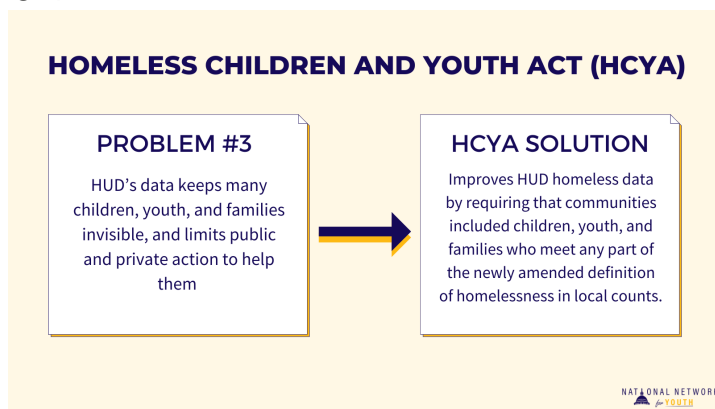 HOMELESS CHILDREN AND YOUTH ACT (HCYA)
PROBLEM #3
HUD's data keeps many
children, youth, and families
invisible, and limits public
and private action to help
them
HCYA SOLUTION
Improves HUD homeless data
by requiring that communities
included children, youth, and
families who meet any part of
the newly amended definition
of homelessness in local counts.
NATIONAL NETWORK
for YOUTH